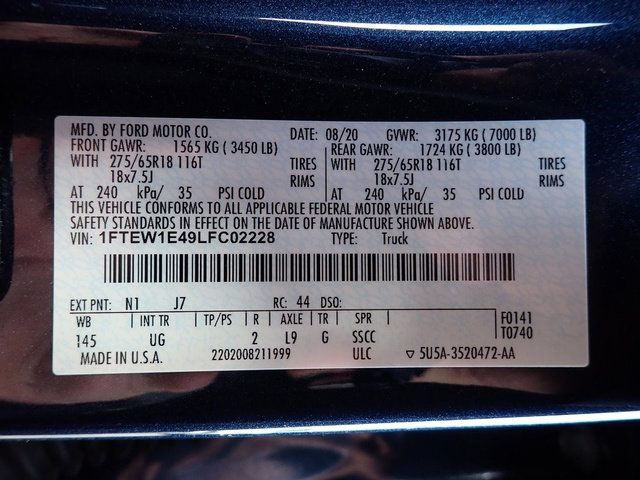 MFD. BY FORD MOTOR CO. DATE: 08/20 GVWR: 3175 KG ( 7000 LB)
FRONT GAWR: 1565 KG ( 3450 LB) REAR GAWR: 1724 KG ( 3800 LB)
WITH 275/65R18 116T TIRES WITH 275/65R18 116T TIRES
18x7.5J RIMS 18x7.5J RIMS
AT 240 kPa/ 35 PSI COLD AT 240 kPa/ 35 PSI COLD
THIS VEHICLE CONFORMS TO ALL APPLICABLE FEDERAL MOTOR VEHICLE
SAFETY STANDARDS IN EFFECT ON THE DATE OF MANUFACTURE SHOWN ABOVE.
VIN: 1FTEW1E49LFC02228 TYPE: Truck
EXT PNT: N1 J7 RC: 44 DSO:
WB INT TR TP/PS R AXLE TR SPR F0141
145 UG 2 L9 G SSCC T0740
MADE IN U.S.A. 2202008211999 ULC ▽ 5U5A-3520472-AA